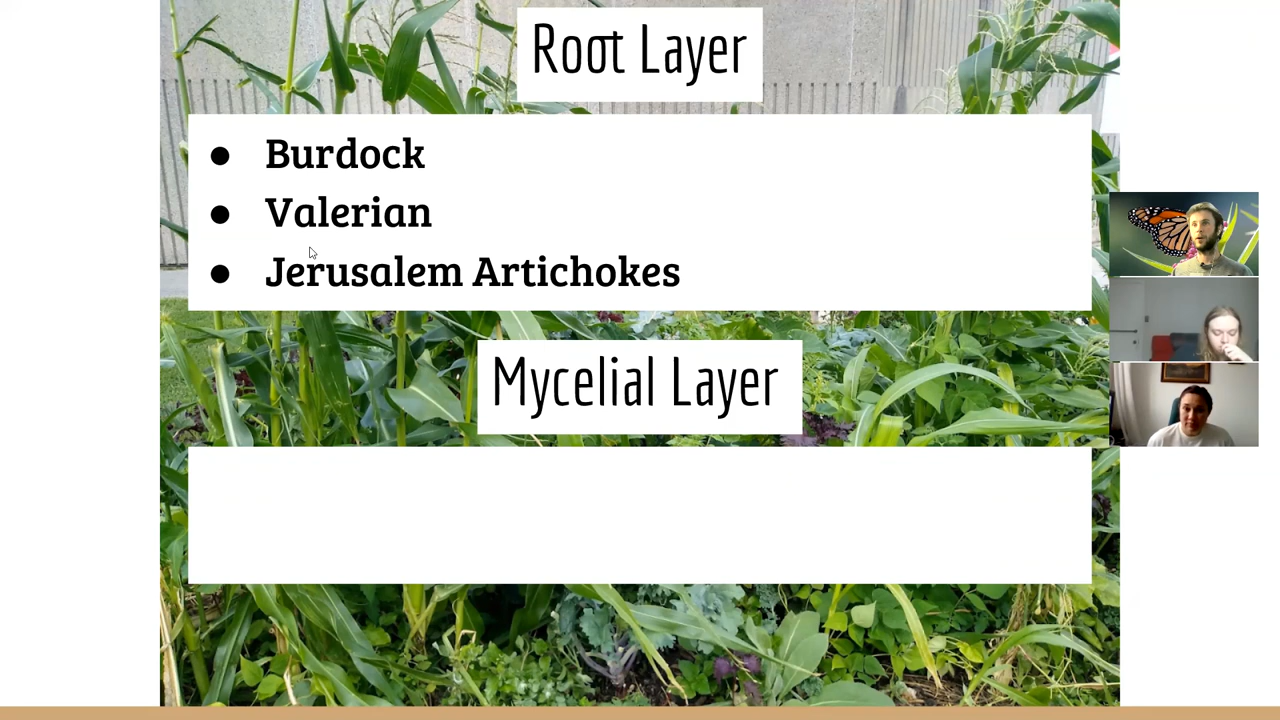 Root Layer
● Burdock
● Valerian
● Jerusalem Artichokes
Mycelial Layer